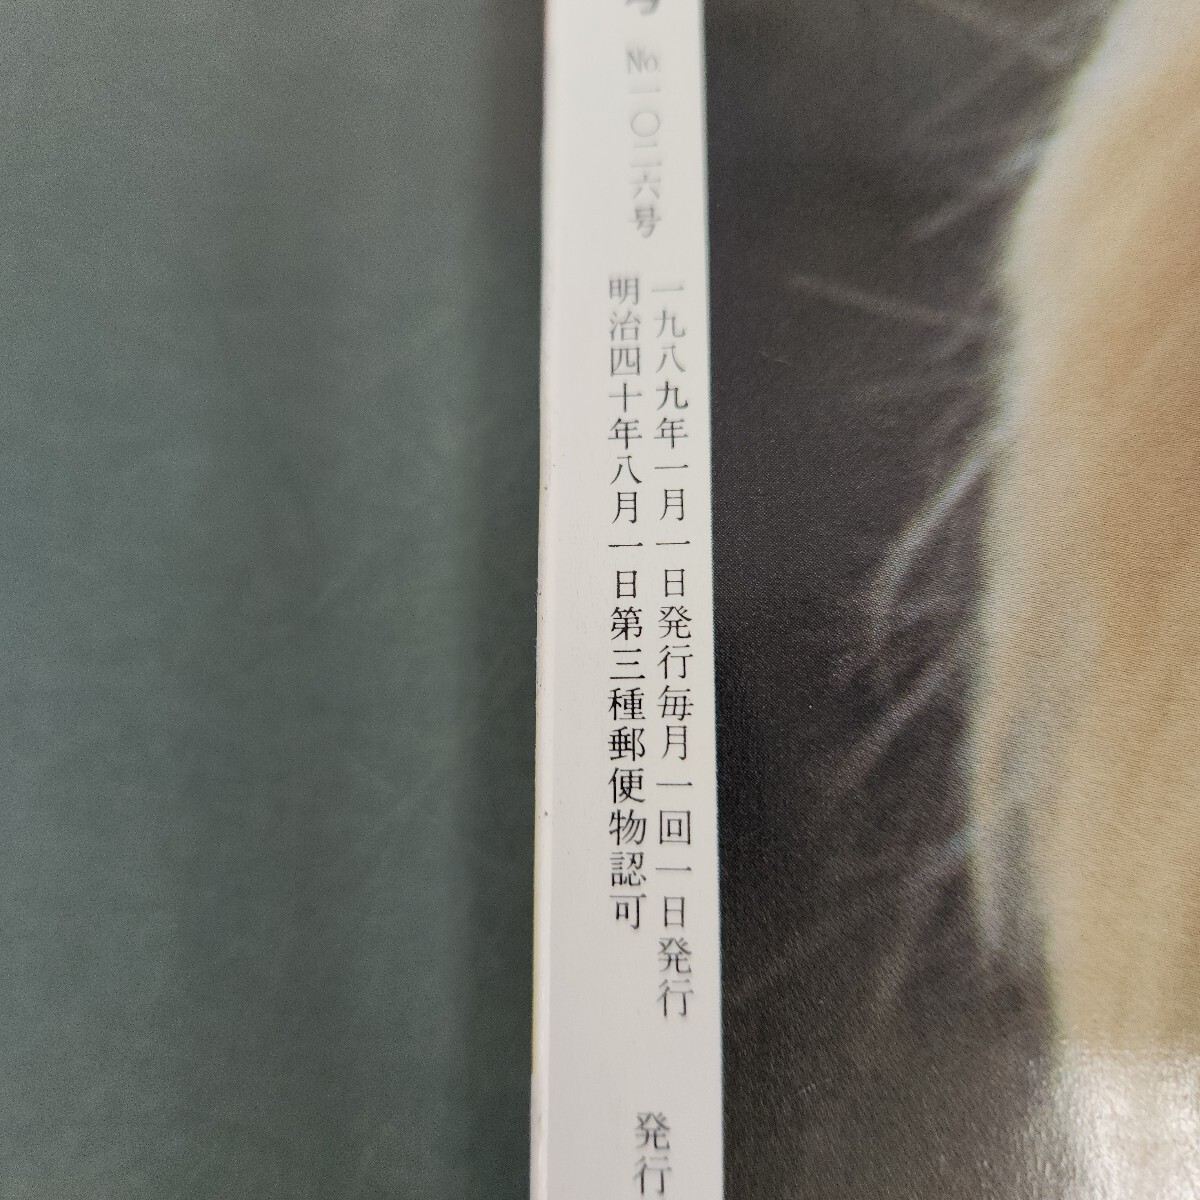 号
No.一〇二六号
一九八九年一月一日発行毎月一回一日発行
明治四十年八月一日第三種郵便物認可
発行